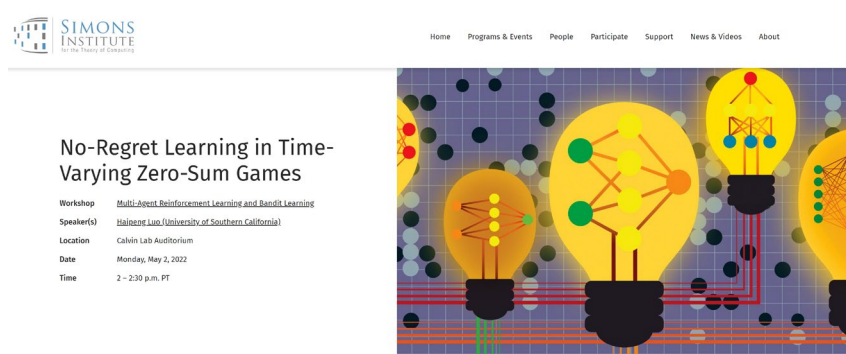 SIMONS
INSTITUTE
for the Theory of Computing
Home Programs & Events People Participate Support News & Videos About
No-Regret Learning in Time-
Varying Zero-Sum Games
Workshop Multi-Agent Reinforcement Learning and Bandit Learning
Speaker(s) Haipeng Luo (University of Southern California)
Location Calvin Lab Auditorium
Date Monday, May 2, 2022
Time 2 – 2:30 p.m. PT